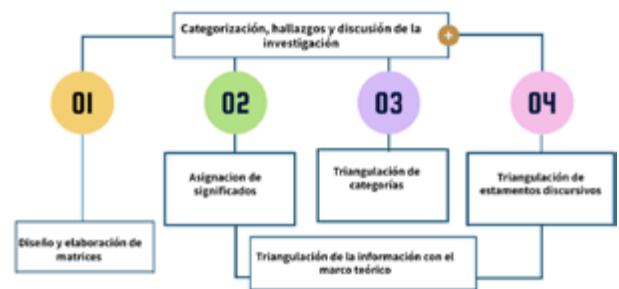 Categorización, hallazgos y discusión de la
investigación
+
01
02
03
04
Asignacion de
significados
Triangulación de
categorías
Triangulación de
estamentos discursivos
Diseño y elaboración de
matrices
Triangulación de la información con el
marco teórico